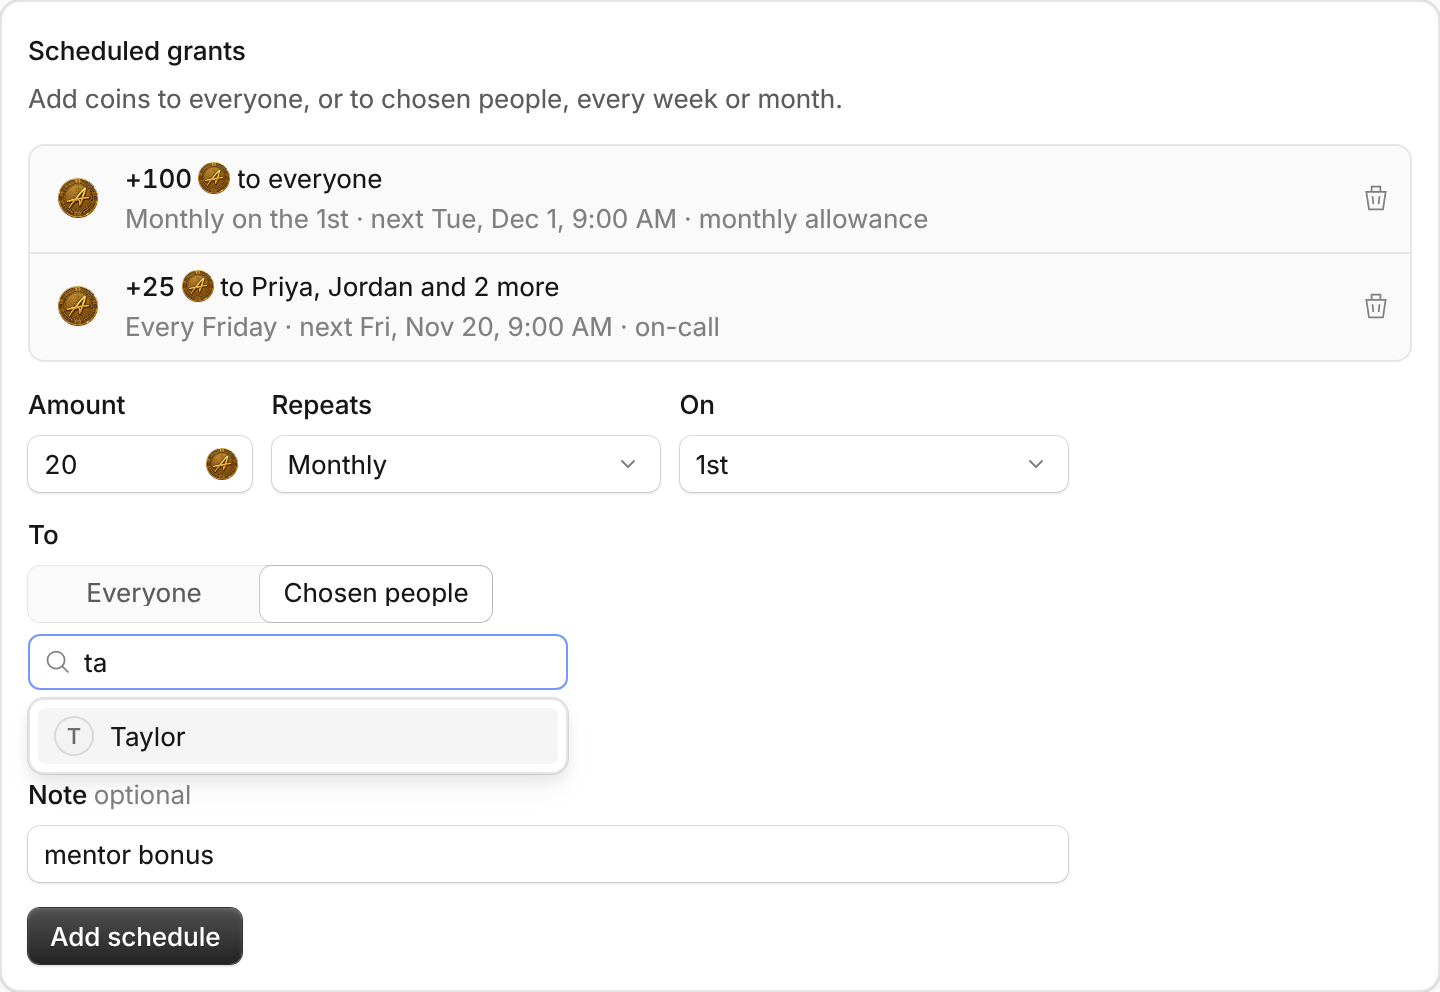 Scheduled grants
Add coins to everyone, or to chosen people, every week or month.
+100 to everyone
Monthly on the 1st · next Tue, Dec 1, 9:00 AM · monthly allowance
+25 to Priya, Jordan and 2 more
Every Friday · next Fri, Nov 20, 9:00 AM · on-call
Amount Repeats On
20 Monthly 1st
To
Everyone Chosen people
ta
T Taylor
Note optional
mentor bonus
Add schedule